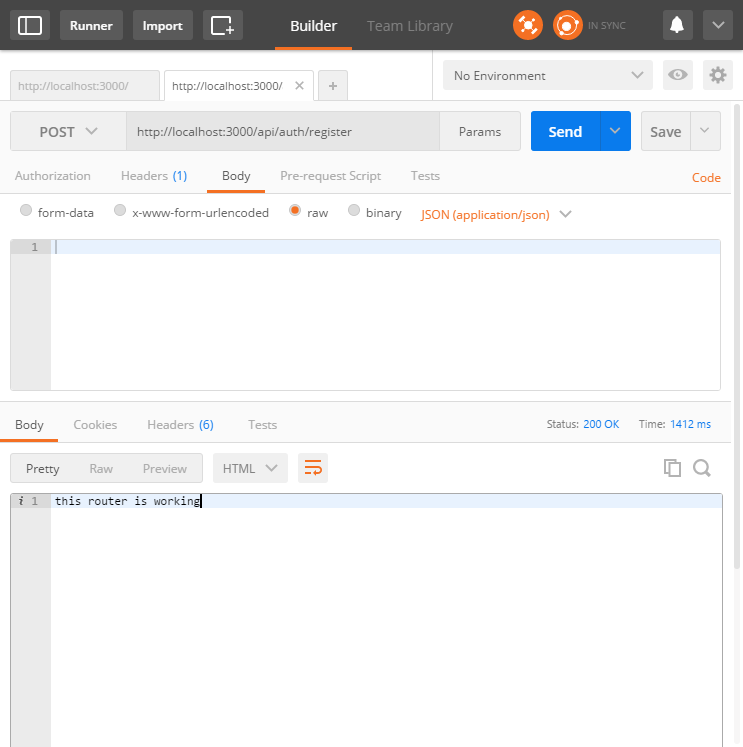 Runner Import Builder Team Library IN SYNC
http://localhost:3000/ http://localhost:3000/ No Environment
POST http://localhost:3000/api/auth/register Params Send Save
Authorization Headers (1) Body Pre-request Script Tests Code
form-data x-www-form-urlencoded raw binary JSON (application/json)
1
Body Cookies Headers (6) Tests Status: 200 OK Time: 1412 ms
Pretty Raw Preview HTML
i 1 this router is working